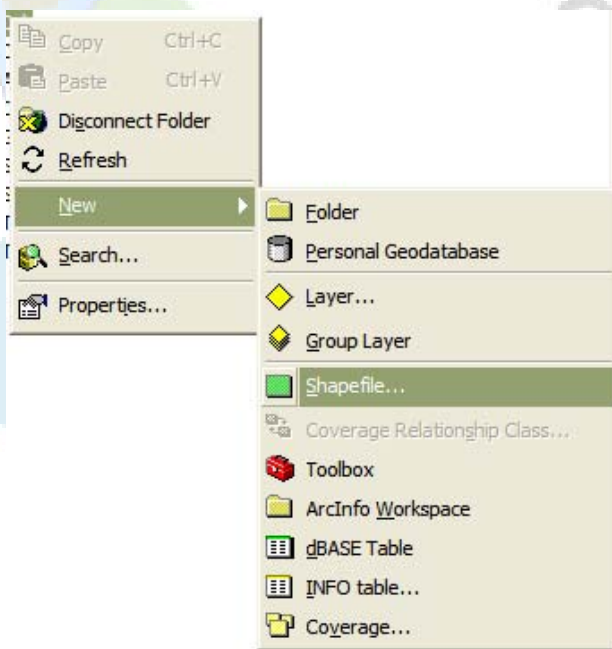 Copy Ctrl+C
Paste Ctrl+V
Disconnect Folder
Refresh
New
Search...
Properties...
Folder
Personal Geodatabase
Layer...
Group Layer
Shapefile...
Coverage Relationship Class...
Toolbox
ArcInfo Workspace
dBASE Table
INFO table...
Coverage...